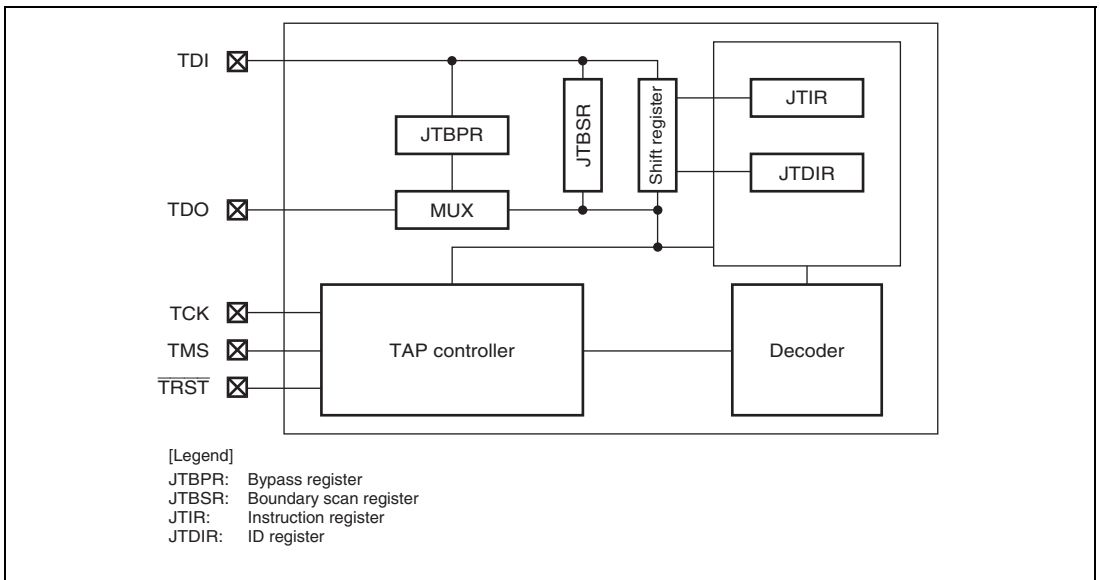 TDI
JTBPR
JTBSR
Shift register
JTIR
JTDIR
TDO
MUX
TCK
TMS
TRST
TAP controller
Decoder
[Legend]
JTBPR: Bypass register
JTBSR: Boundary scan register
JTIR: Instruction register
JTDIR: ID register